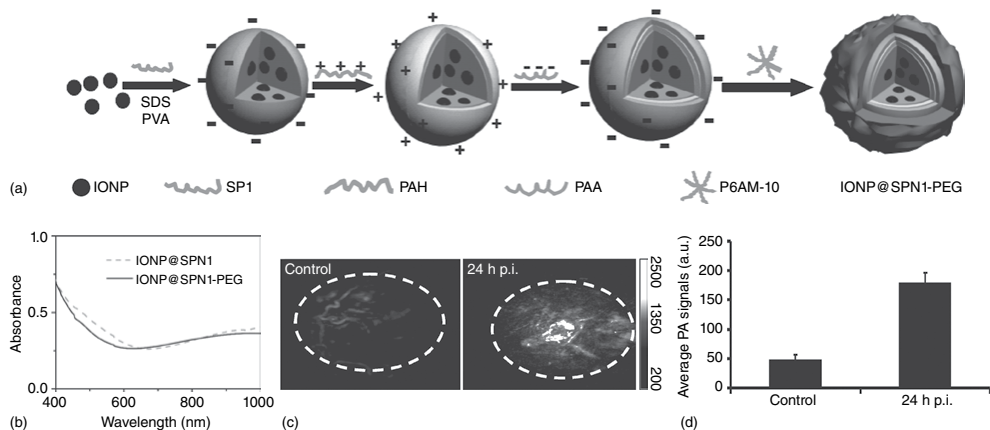 SDS
PVA
+ + +
- - -
(a)
IONP
SP1
PAH
PAA
P6AM-10
IONP@SPN1-PEG
(b)
Absorbance
1.0
0.5
0.0
IONP@SPN1
IONP@SPN1-PEG
400
600
800
1000
Wavelength (nm)
(c)
Control
24 h p.i.
2500
1350
200
(d)
Average PA signals (a.u.)
250
200
150
100
50
0
Control
24 h p.i.